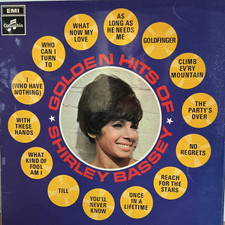 EMI
Columbia
WHO CAN I TURN TO
WHAT NOW MY LOVE
AS LONG AS HE NEEDS ME
GOLDFINGER
CLIMB EV'RY MOUNTAIN
THE PARTY'S OVER
NO REGRETS
REACH FOR THE STARS
ONCE IN A LIFETIME
YOU'LL NEVER KNOW
TILL
WHAT KIND OF FOOL AM I
WITH THESE HANDS
I (WHO HAVE NOTHING)
GOLDEN HITS OF
SHIRLEY BASSEY